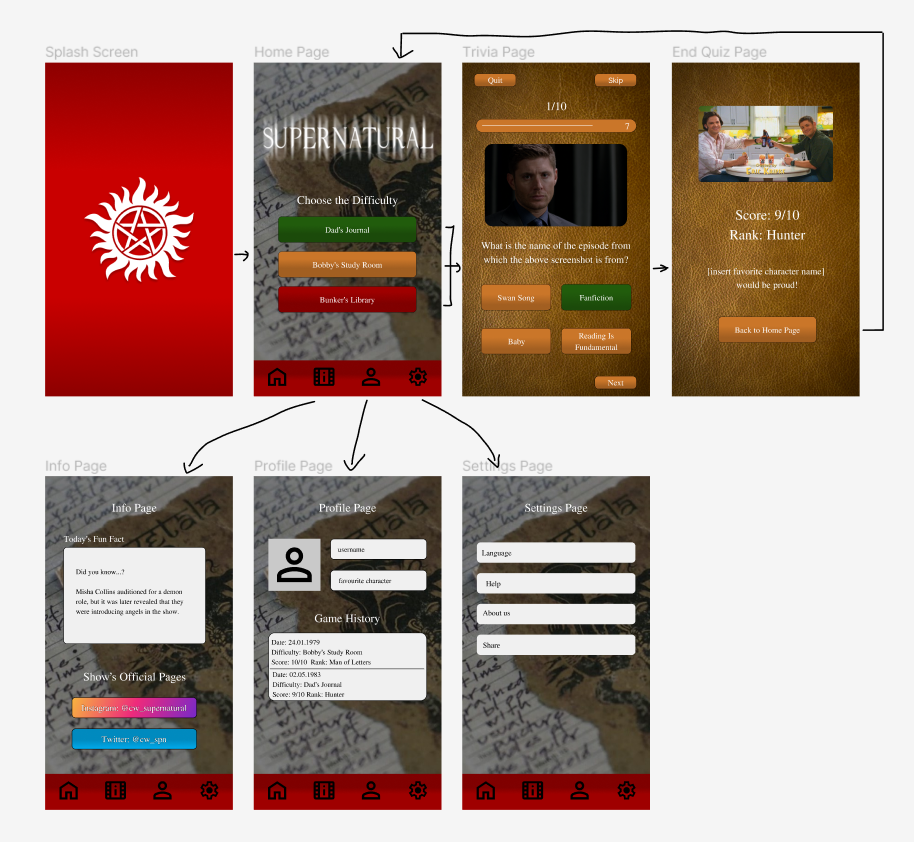 Splash Screen
Home Page
SUPERNATURAL
Choose the Difficulty
Dad's Journal
Bobby's Study Room
Bunker's Library
Trivia Page
Quit
Skip
1/10
7
What is the name of the episode from
which the above screenshot is from?
Swan Song
Fanfiction
Baby
Reading Is
Fundamental
Next
End Quiz Page
Score: 9/10
Rank: Hunter
[insert favorite character name]
would be proud!
Back to Home Page
Info Page
Info Page
Today's Fun Fact
Did you know...?
Misha Collins auditioned for a demon
role, but it was later revealed that they
were introducing angels in the show.
Show's Official Pages
Instagram: @cw_supernatural
Twitter: @cw_spn
Profile Page
Profile Page
username
favourite character
Game History
Date: 24.01.1979
Difficulty: Bobby's Study Room
Score: 10/10 Rank: Man of Letters
Date: 02.05.1983
Difficulty: Dad's Journal
Score: 9/10 Rank: Hunter
Settings Page
Settings Page
Language
Help
About us
Share